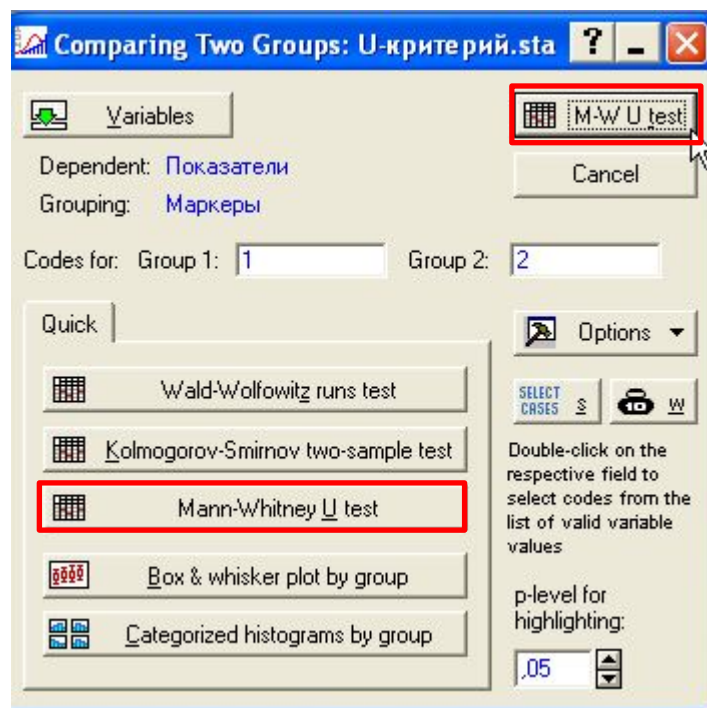 Comparing Two Groups: U-критерий.sta ?
Variables
M-W U test
Dependent: Показатели
Cancel
Grouping: Маркеры
Codes for: Group 1: 1 Group 2: 2
Quick
Options
Wald-Wolfowitz runs test
SELECT CASES S W
Kolmogorov-Smirnov two-sample test
Mann-Whitney U test
Box & whisker plot by group
Categorized histograms by group
Double-click on the
respective field to
select codes from the
list of valid variable
values
p-level for
highlighting:
,05